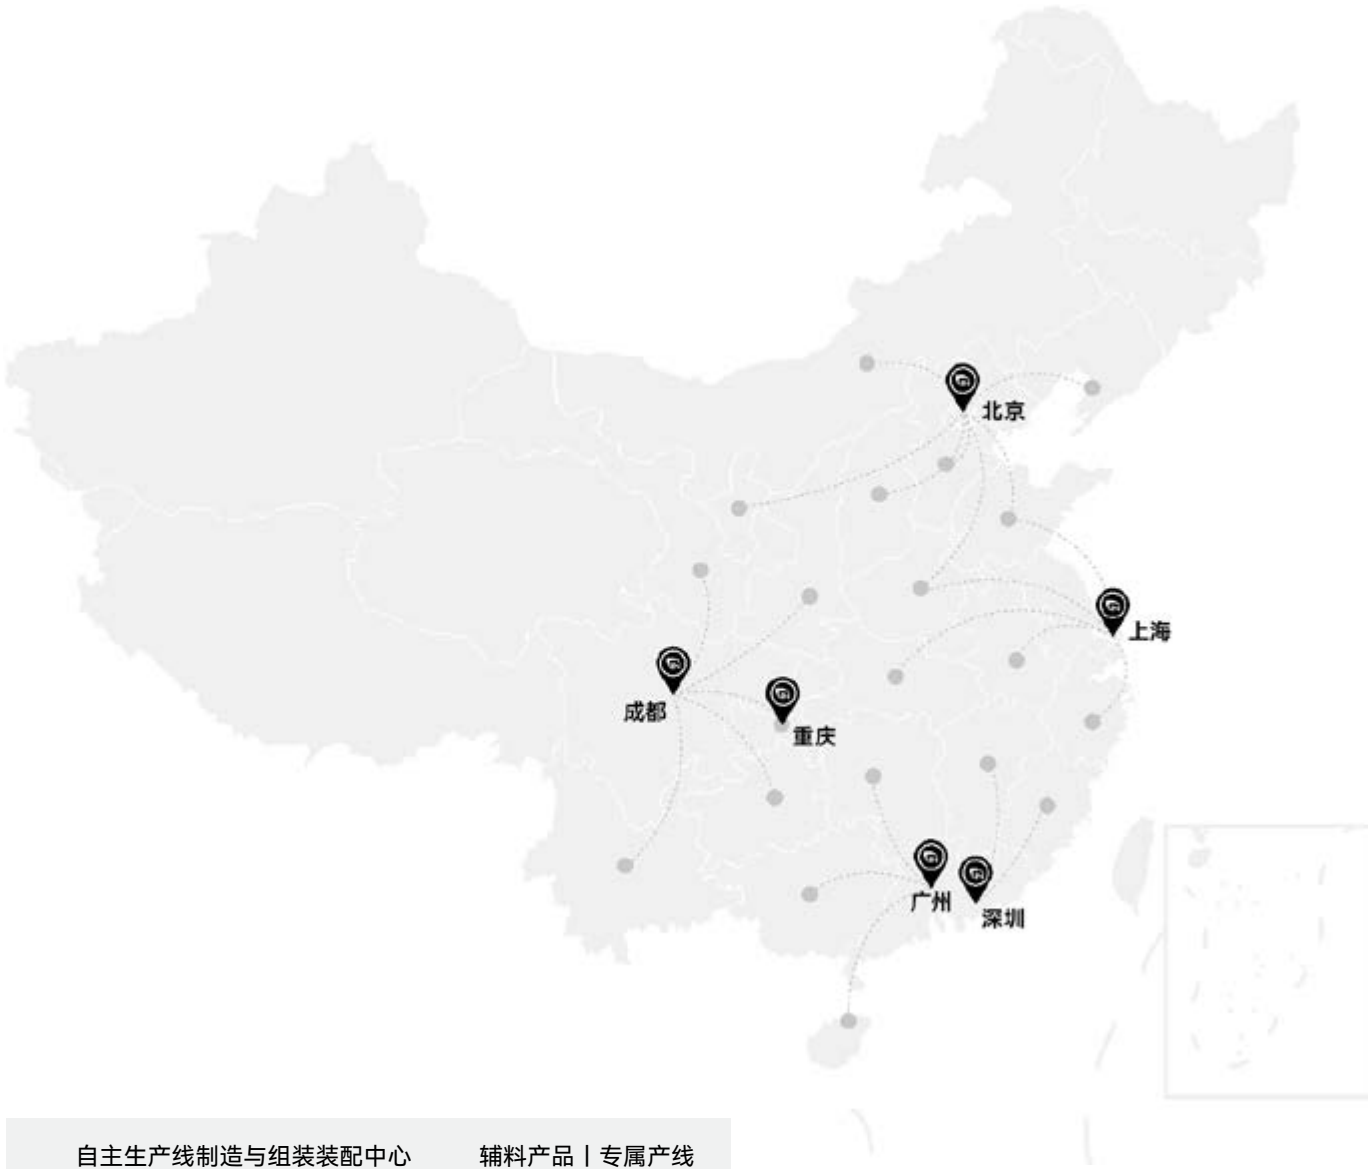 北京
上海
成都
重庆
广州
深圳
自主生产线制造与组装装配中心 辅料产品丨专属产线